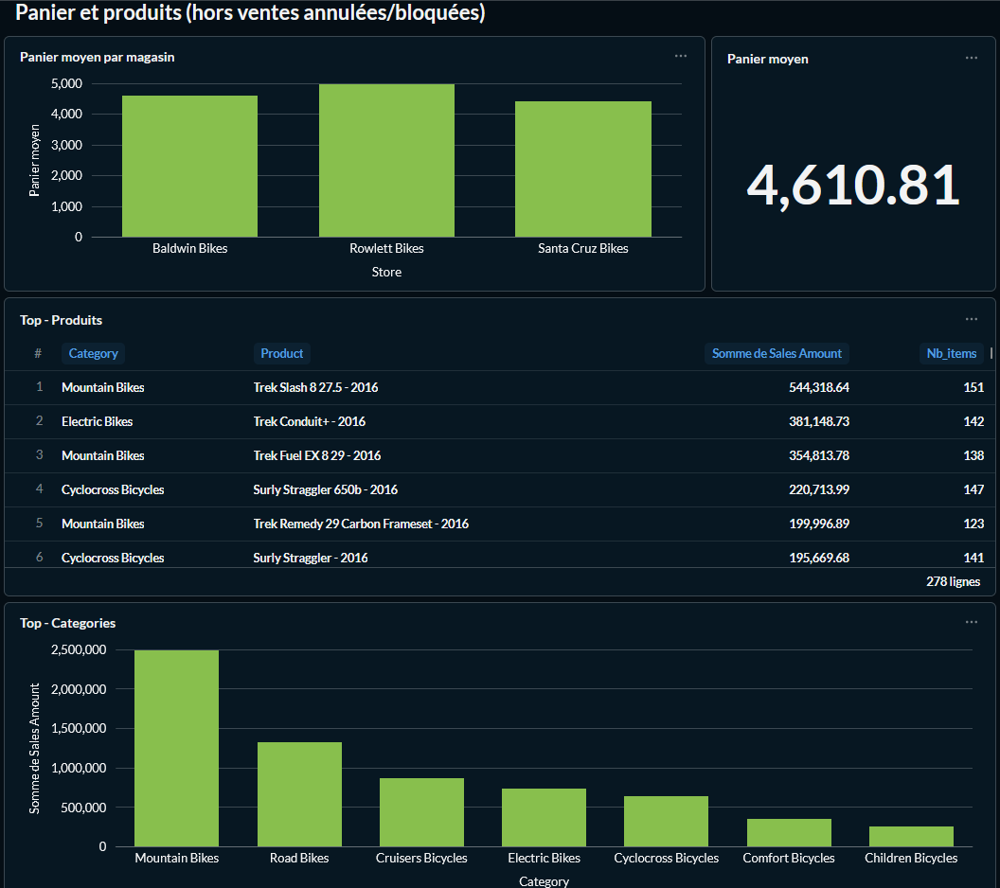 Panier et produits (hors ventes annulées/bloquées)
Panier moyen par magasin
Panier moyen
5,000
4,000
3,000
2,000
1,000
0
Baldwin Bikes Rowlett Bikes Santa Cruz Bikes
Store
Panier moyen
4,610.81
Top - Produits
# Category Product Somme de Sales Amount Nb_items
1 Mountain Bikes Trek Slash 8 27.5 - 2016 544,318.64 151
2 Electric Bikes Trek Conduit+ - 2016 381,148.73 142
3 Mountain Bikes Trek Fuel EX 8 29 - 2016 354,813.78 138
4 Cyclocross Bicycles Surly Straggler 650b - 2016 220,713.99 147
5 Mountain Bikes Trek Remedy 29 Carbon Frameset - 2016 199,996.89 123
6 Cyclocross Bicycles Surly Straggler - 2016 195,669.68 141
278 lignes
Top - Categories
Somme de Sales Amount
2,500,000
2,000,000
1,500,000
1,000,000
500,000
0
Mountain Bikes Road Bikes Cruisers Bicycles Electric Bikes Cyclocross Bicycles Comfort Bicycles Children Bicycles
Category